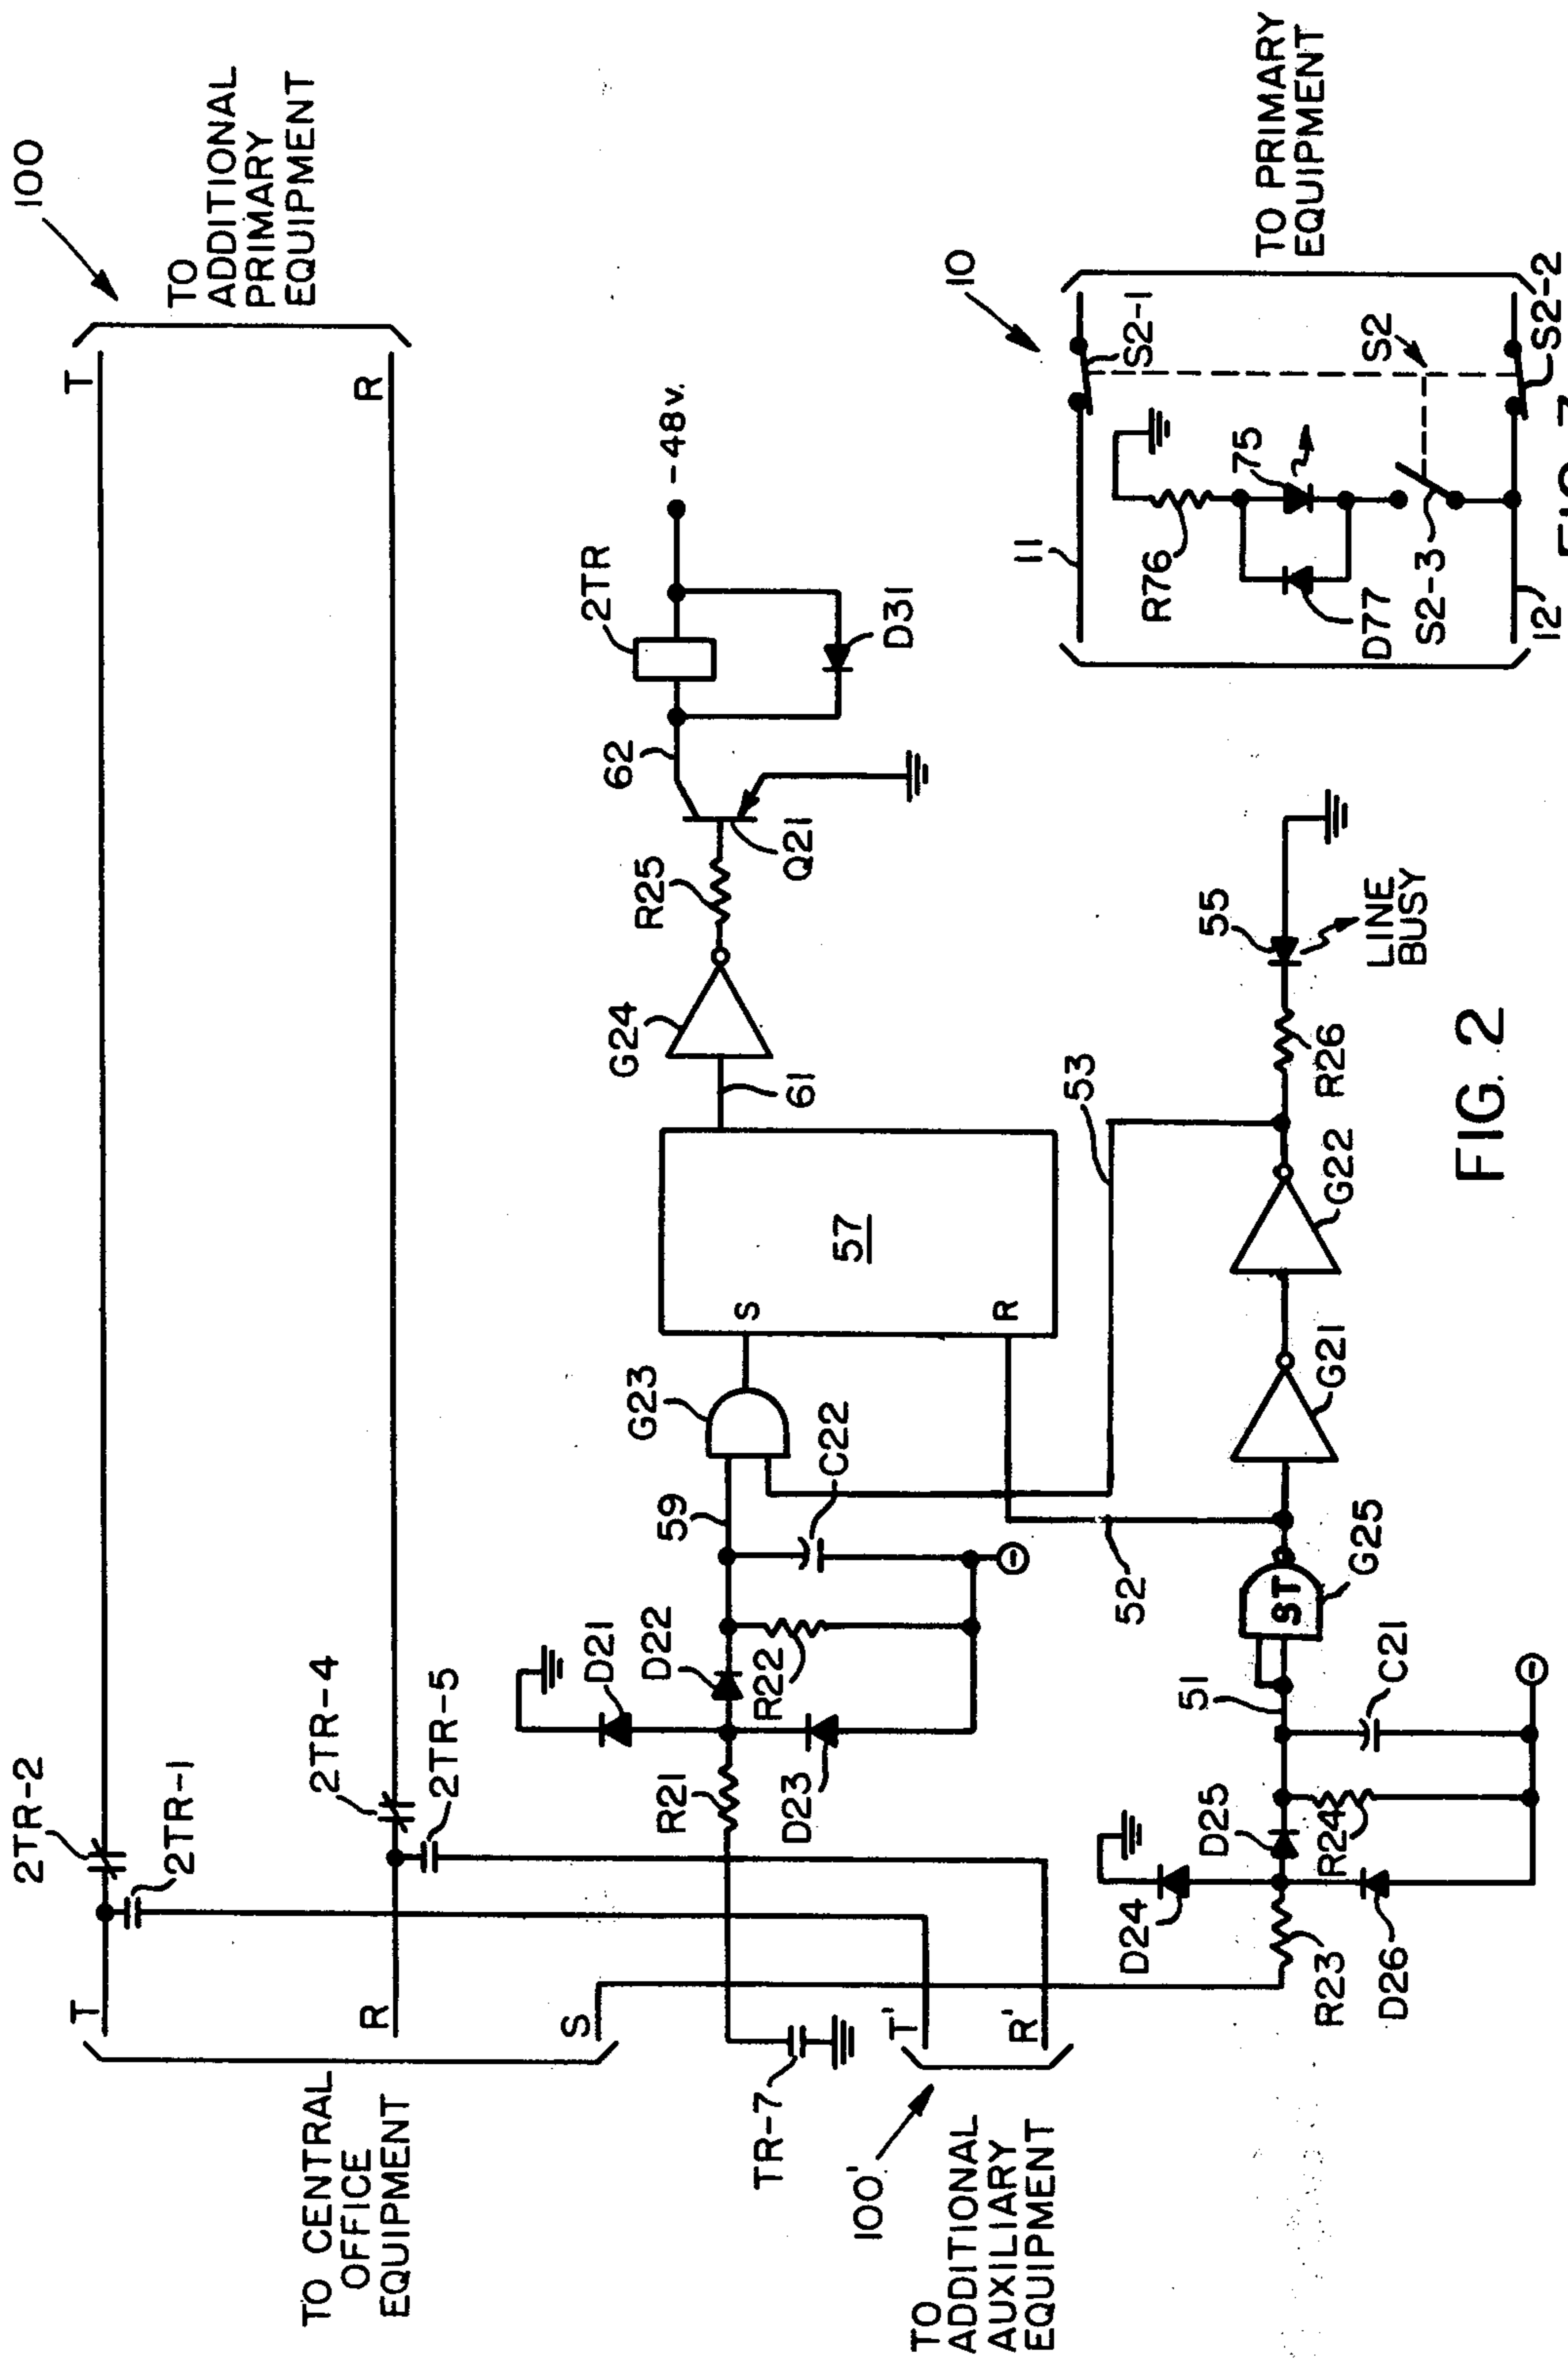 100
TO
ADDITIONAL
PRIMARY
EQUIPMENT
T
R
2TR-2
2TR-1
2TR-4
2TR-5
T
R
S
TO CENTRAL
OFFICE
EQUIPMENT
TR-7
T'
R'
100'
TO
ADDITIONAL
AUXILIARY
EQUIPMENT
R21
D21
D22
D23
R22
59
C22
G23
S
R
57
61
G24
R25
Q21
62
2TR
D31
-48v.
52
53
R23
D24
D25
D26
R24
51
C21
ST
G25
G21
G22
R26
55
LINE
BUSY
FIG. 2
10
11
12
R76
75
D77
S2-3
S2
S2-1
S2-2
TO PRIMARY
EQUIPMENT